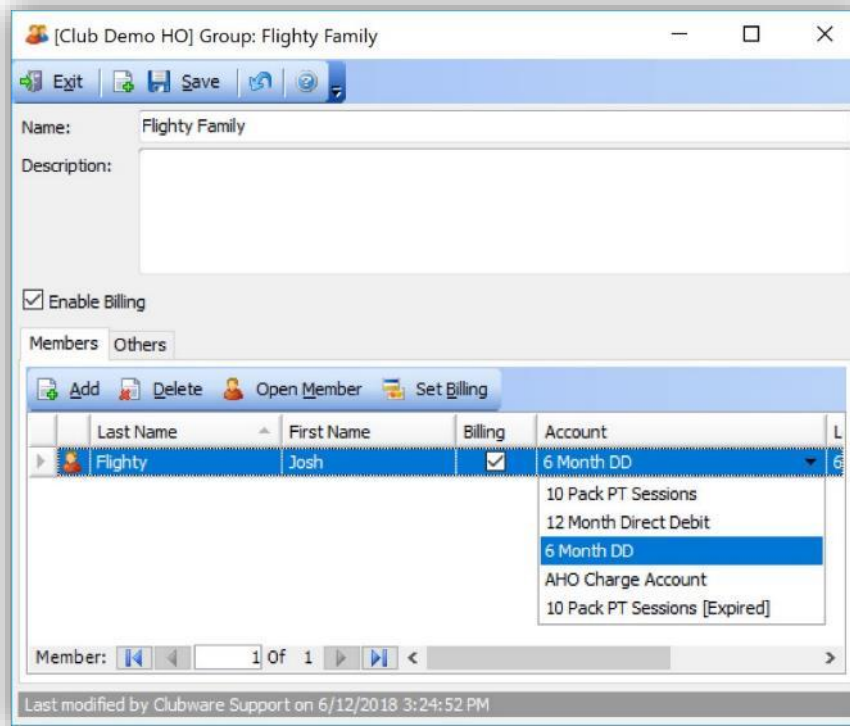 [Club Demo HO] Group: Flighty Family
Exit Save
Name: Flighty Family
Description:
Enable Billing
Members Others
Add Delete Open Member Set Billing
Last Name First Name Billing Account L
Flighty Josh 6 Month DD 6
10 Pack PT Sessions
12 Month Direct Debit
6 Month DD
AHO Charge Account
10 Pack PT Sessions [Expired]
Member: 1 Of 1
Last modified by Clubware Support on 6/12/2018 3:24:52 PM